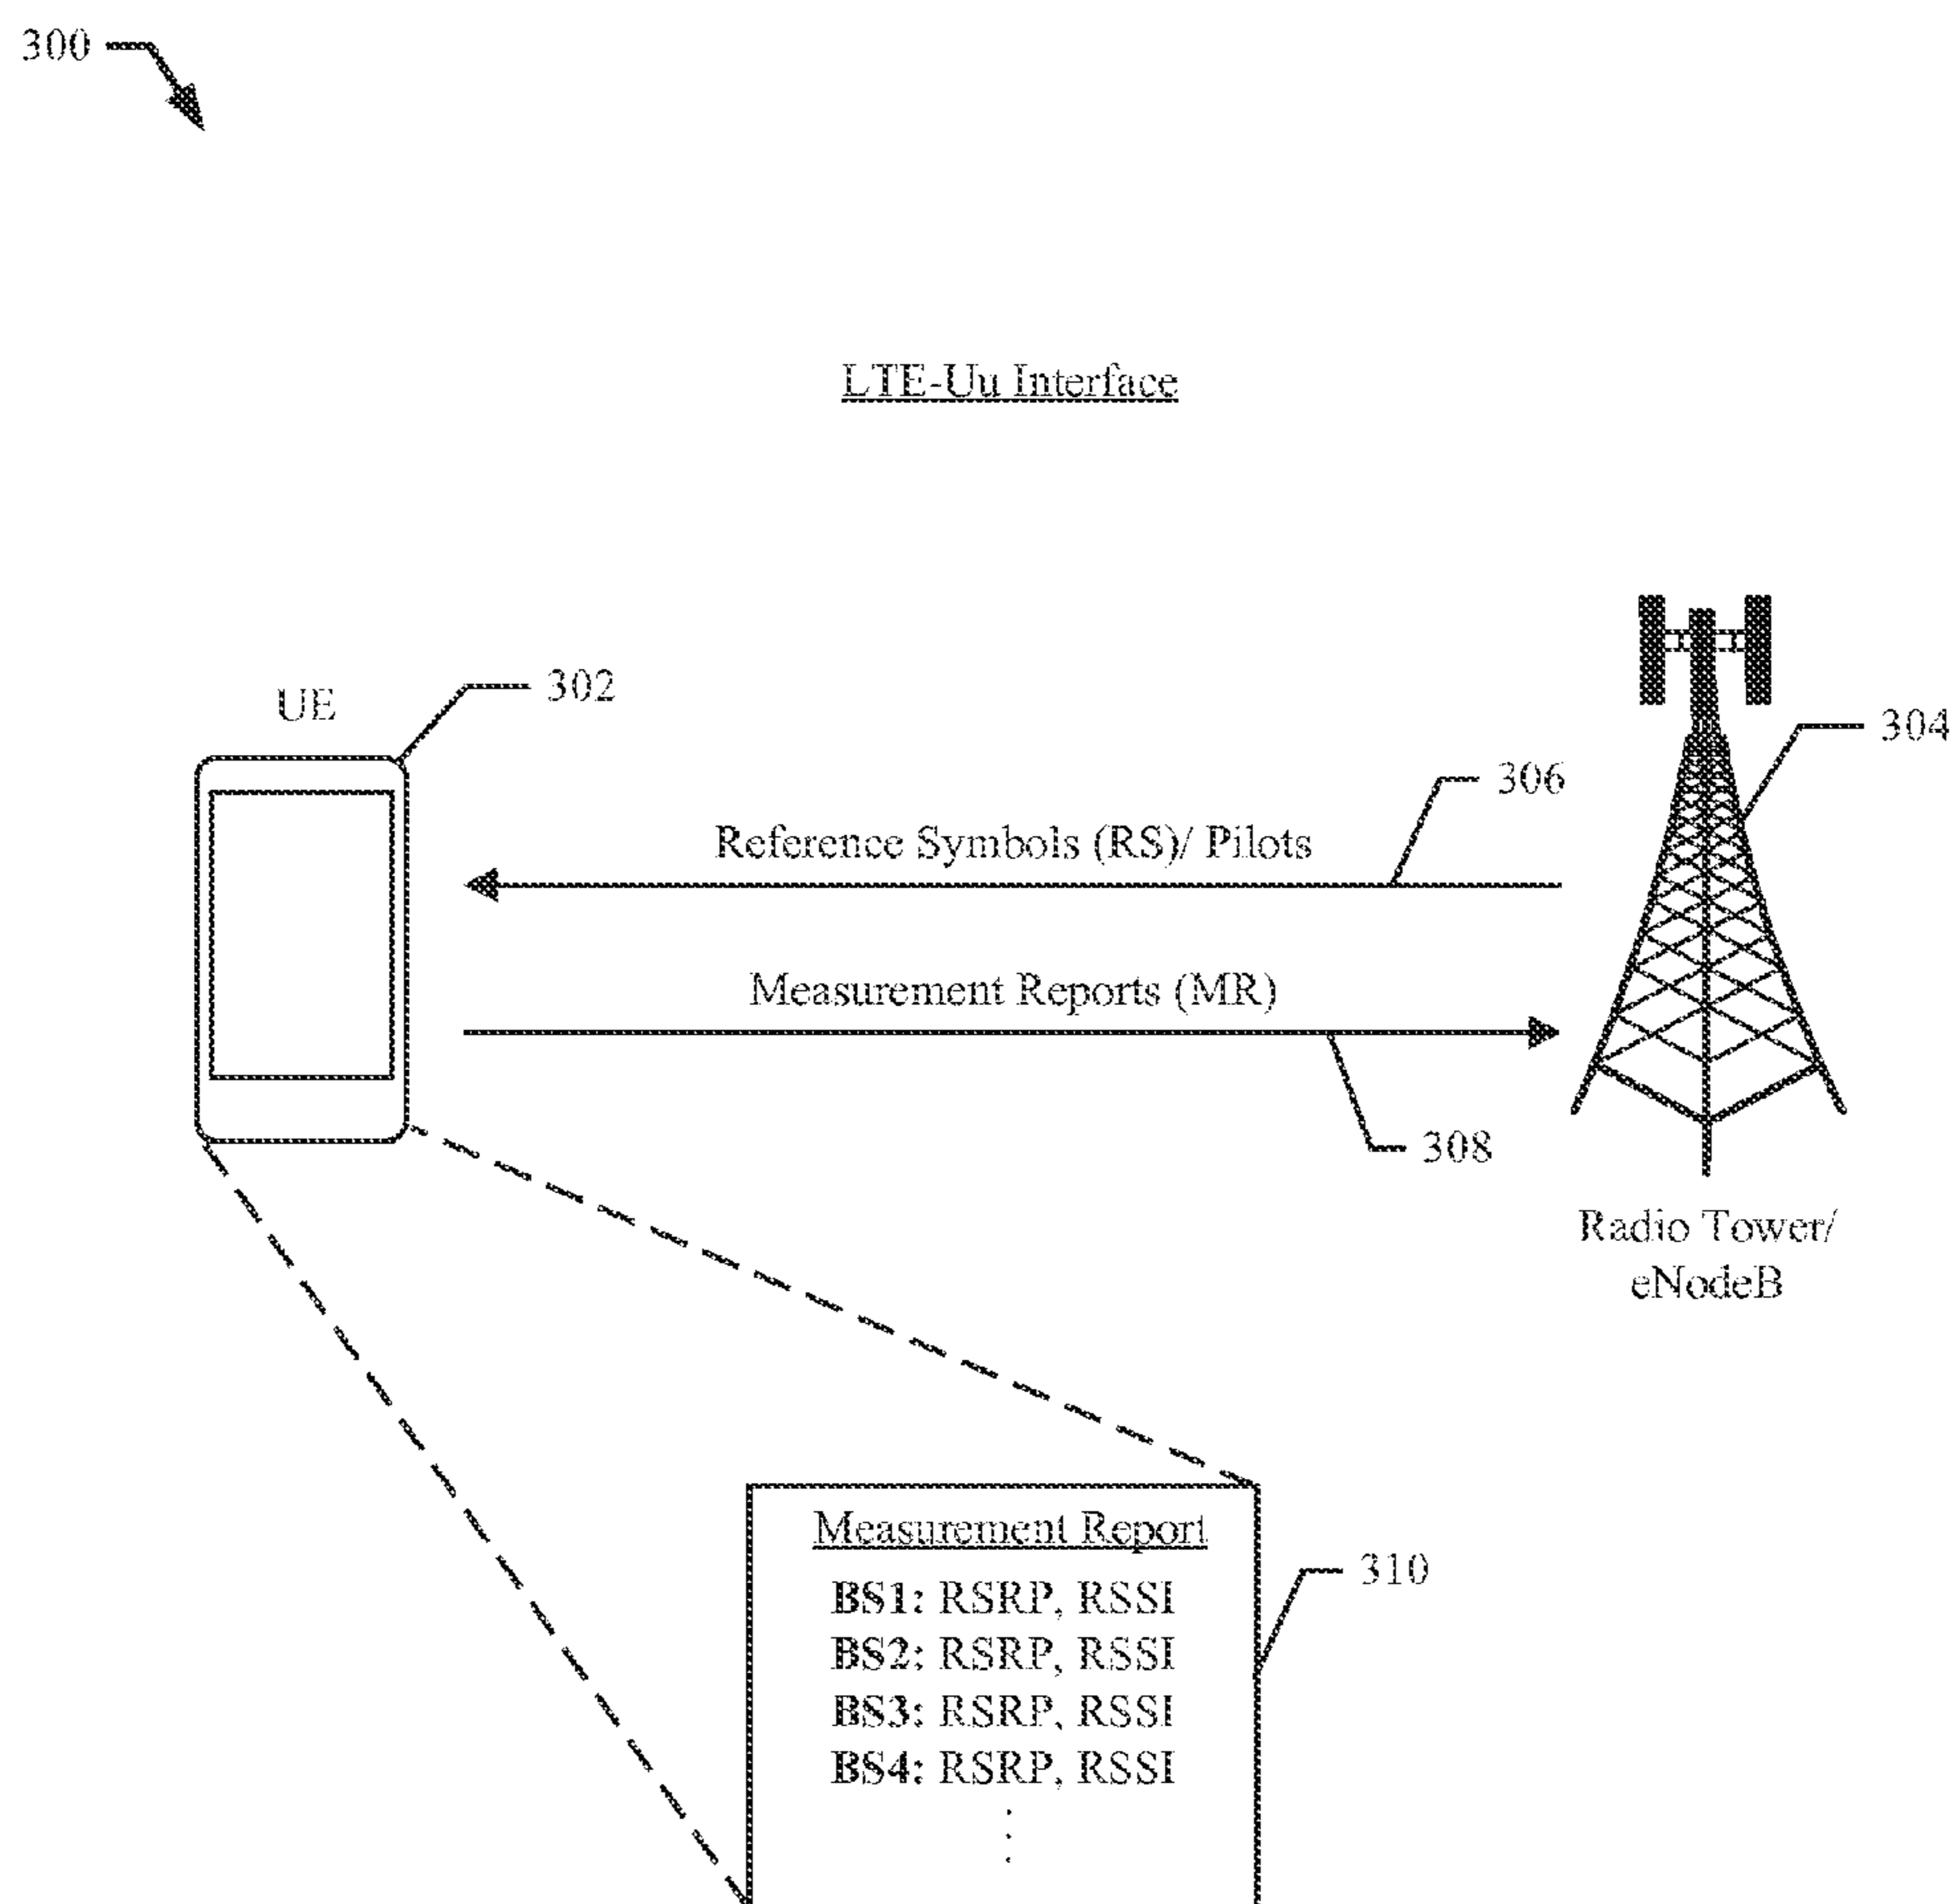 300
LTE-Uu Interface
UE
302
304
306
Reference Symbols (RS)/ Pilots
Measurement Reports (MR)
308
Radio Tower/
eNodeB
Measurement Report
310
BS1: RSRP, RSSI
BS2: RSRP, RSSI
BS3: RSRP, RSSI
BS4: RSRP, RSSI